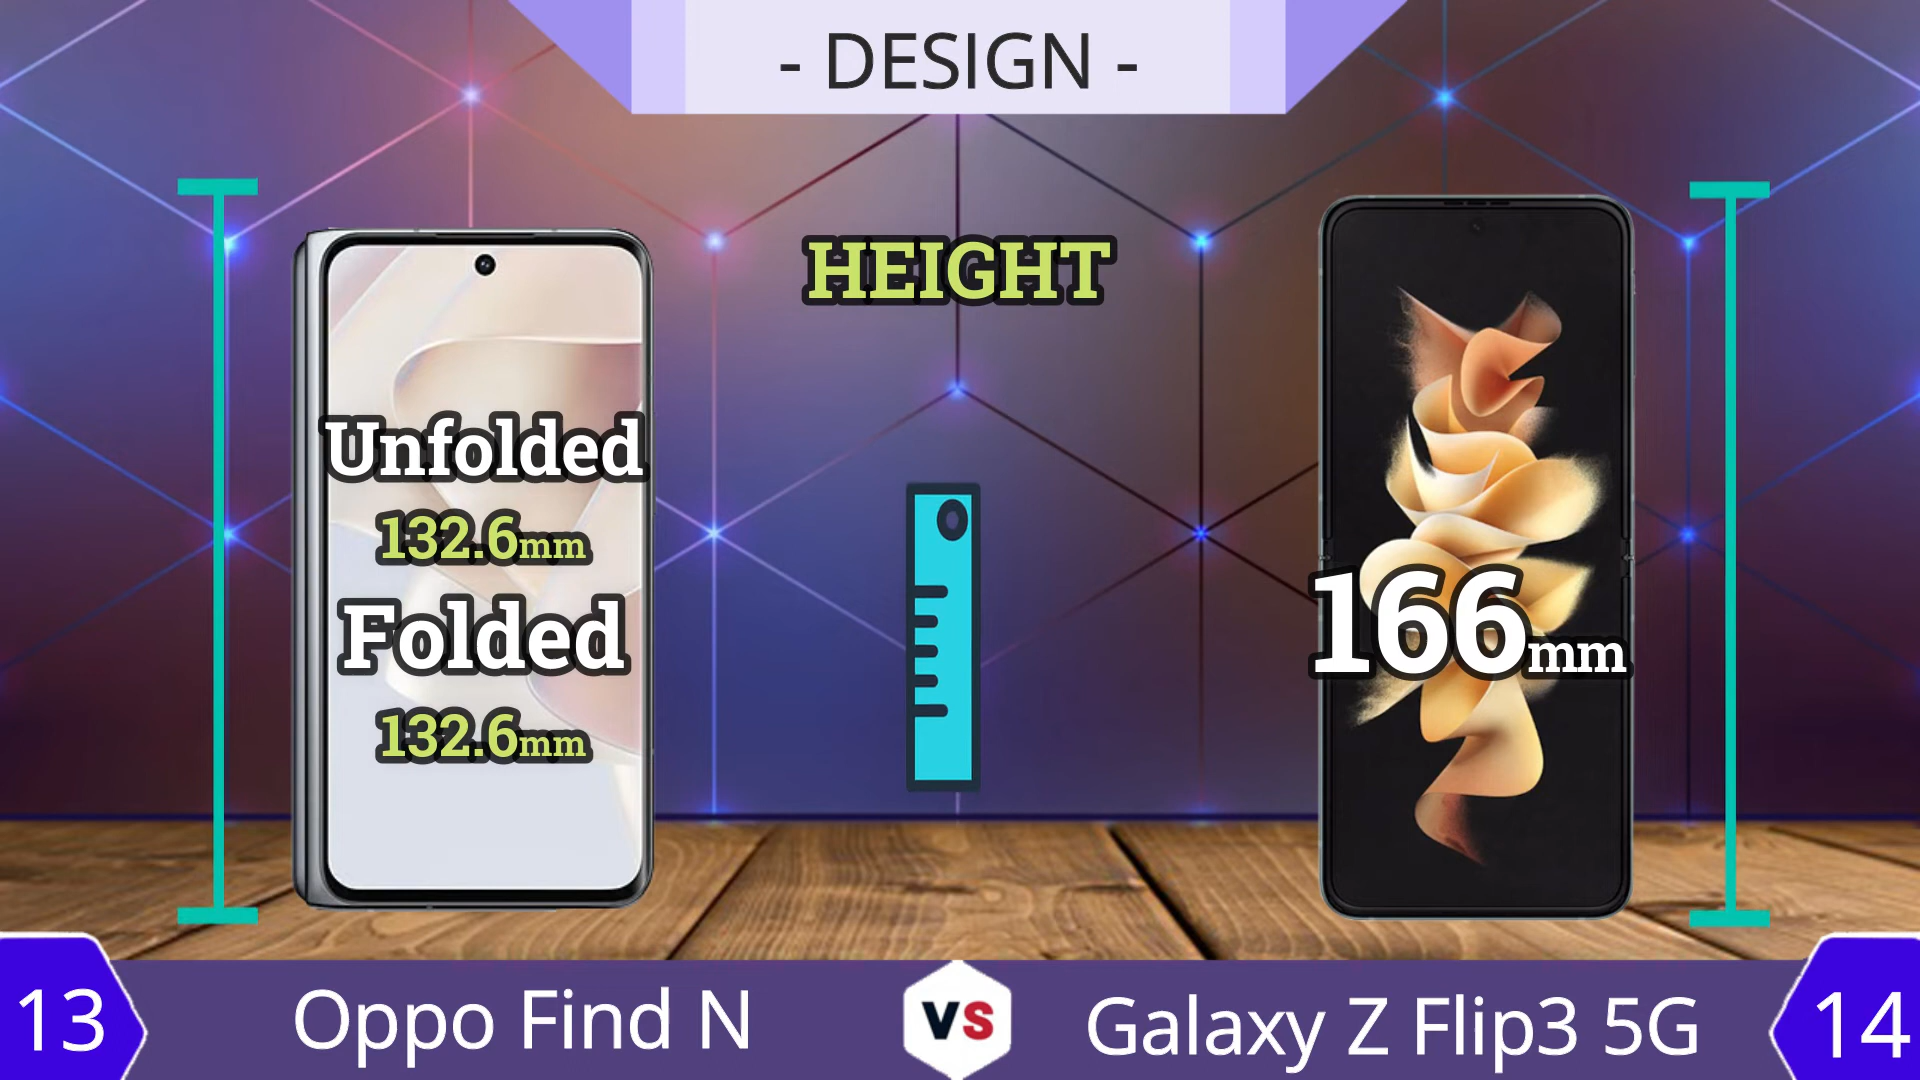 - DESIGN -
HEIGHT
Unfolded
132.6mm
Folded
132.6mm
166mm
13
Oppo Find N
VS
Galaxy Z Flip3 5G
14